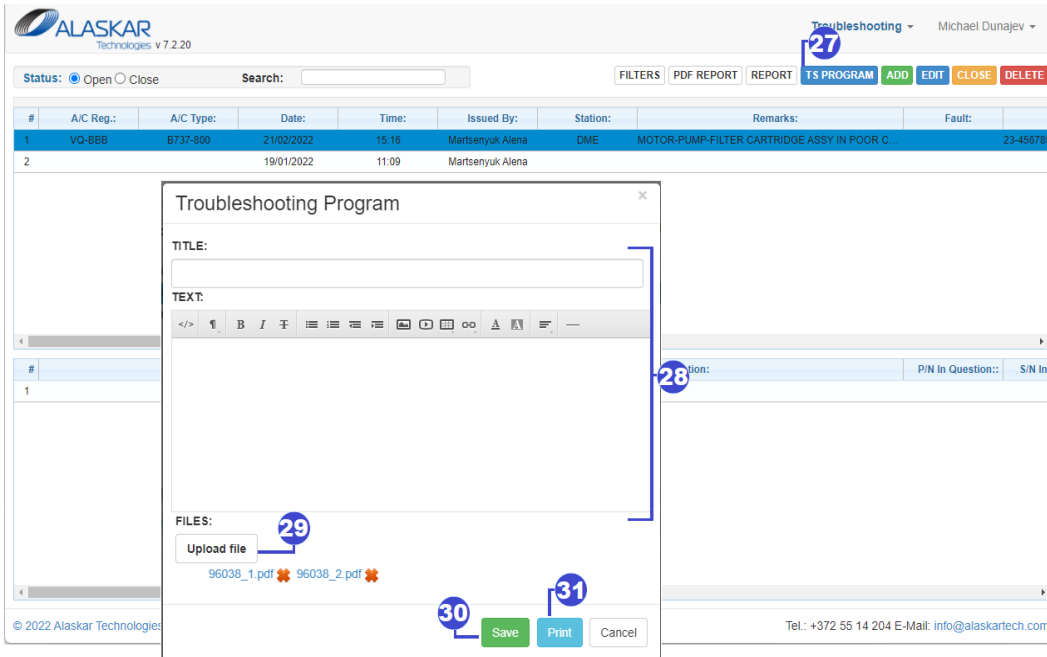 ALASKAR
Technologies v 7.2.20
Troubleshooting
Michael Dunajev
27
Status: Open Close Search:
FILTERS PDF REPORT REPORT TS PROGRAM ADD EDIT CLOSE DELETE
# A/C Reg.: A/C Type: Date: Time: Issued By: Station: Remarks: Fault:
1 VQ-BBB B737-800 21/02/2022 15:16 Martsenyuk Alena DME MOTOR-PUMP-FILTER CARTRIDGE ASSY IN POOR C... 23-45678
2 19/01/2022 11:09 Martsenyuk Alena
Troubleshooting Program ×
TITLE:
TEXT:
B I T A A
# tion: P/N In Question:: S/N In
28
1
FILES:
29
Upload file
96038_1.pdf 96038_2.pdf
30
31
Save Print Cancel
© 2022 Alaskar Technologies Tel.: +372 55 14 204 E-Mail: info@alaskartech.com